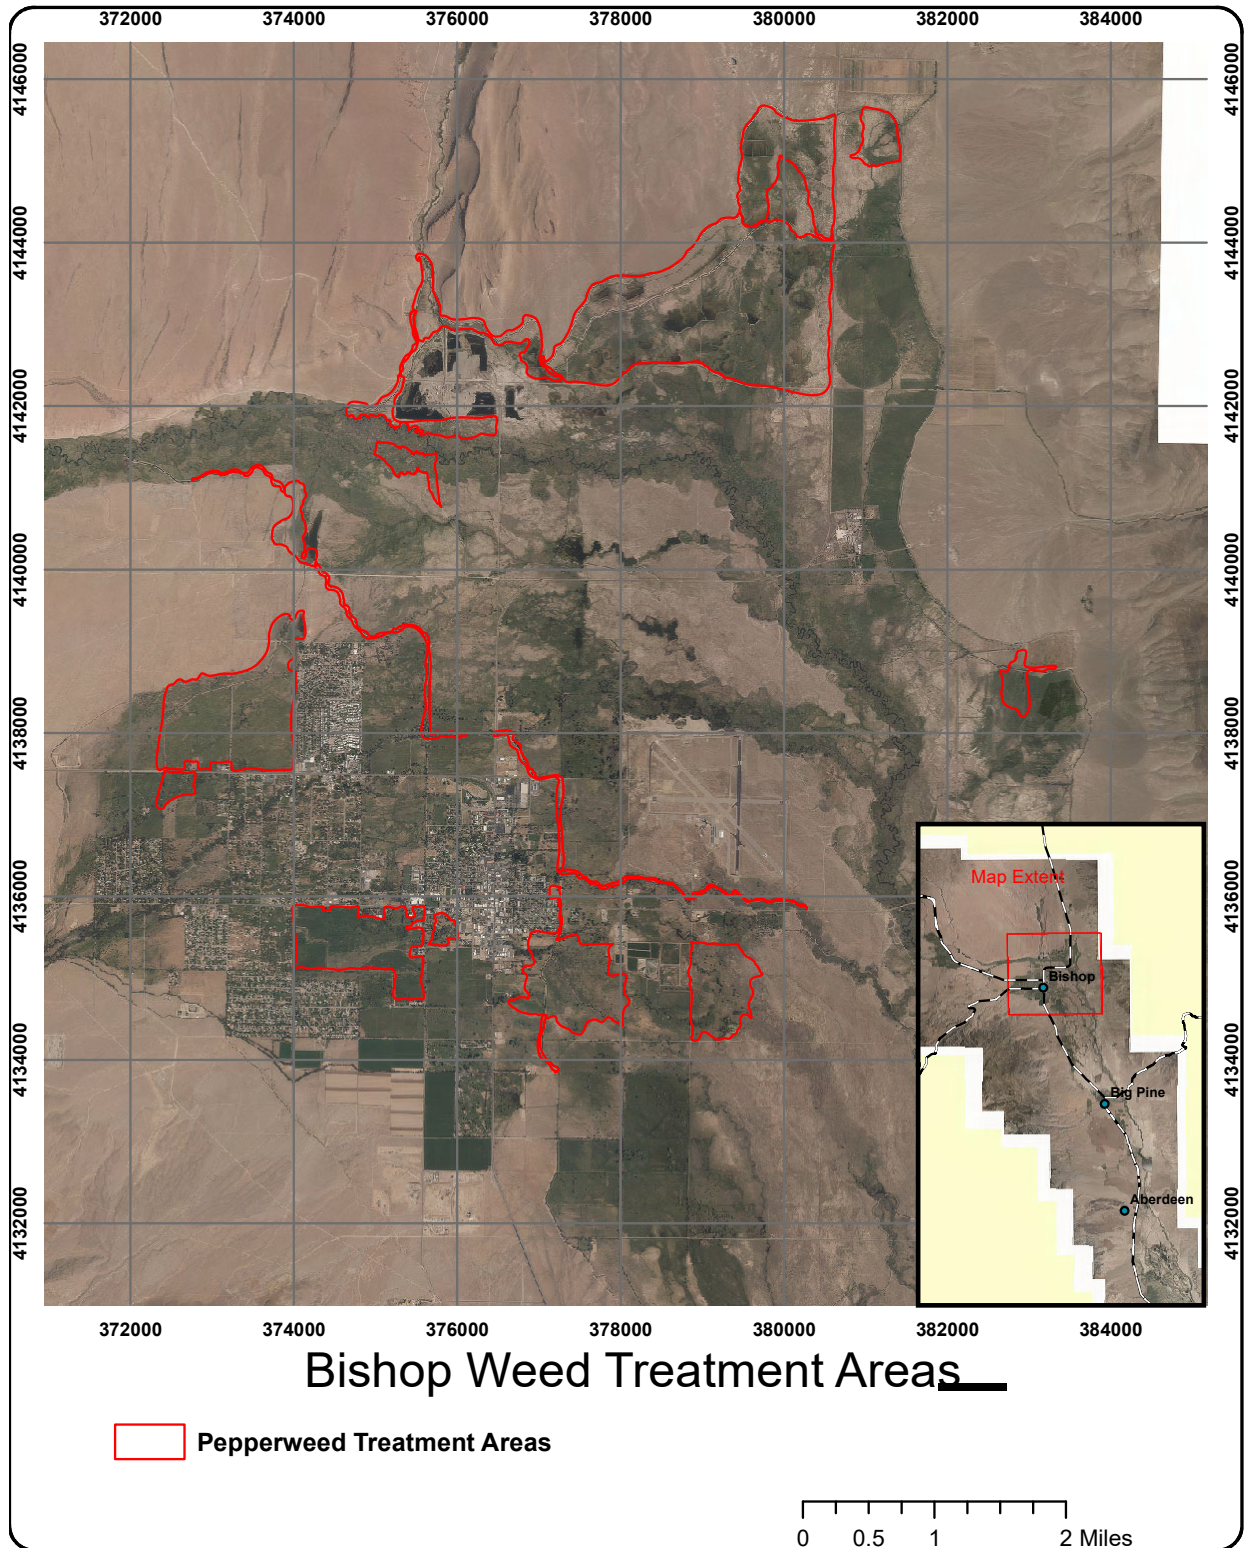 372000 374000 376000 378000 380000 382000 384000
4146000 4146000
4144000 4144000
4142000 4142000
4140000 4140000
4138000 4138000
4136000 4136000
4134000 4134000
4132000 4132000
Map Extent
Bishop
Big Pine
Aberdeen
372000 374000 376000 378000 380000 382000 384000
Bishop Weed Treatment Areas
Pepperweed Treatment Areas
0 0.5 1 2 Miles